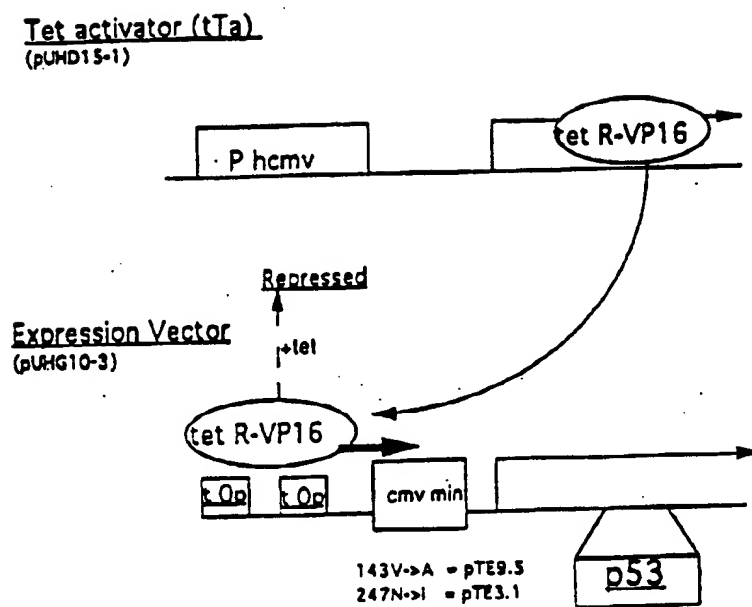 Tet activator (tTa)
(pUHD15-1)
P hcmv
tet R-VP16
Repressed
+tet
Expression Vector
(pUHG10-3)
tet R-VP16
t Op
t Op
cmv min
143V->A = pTE9.5
247N->I = pTE3.1
p53